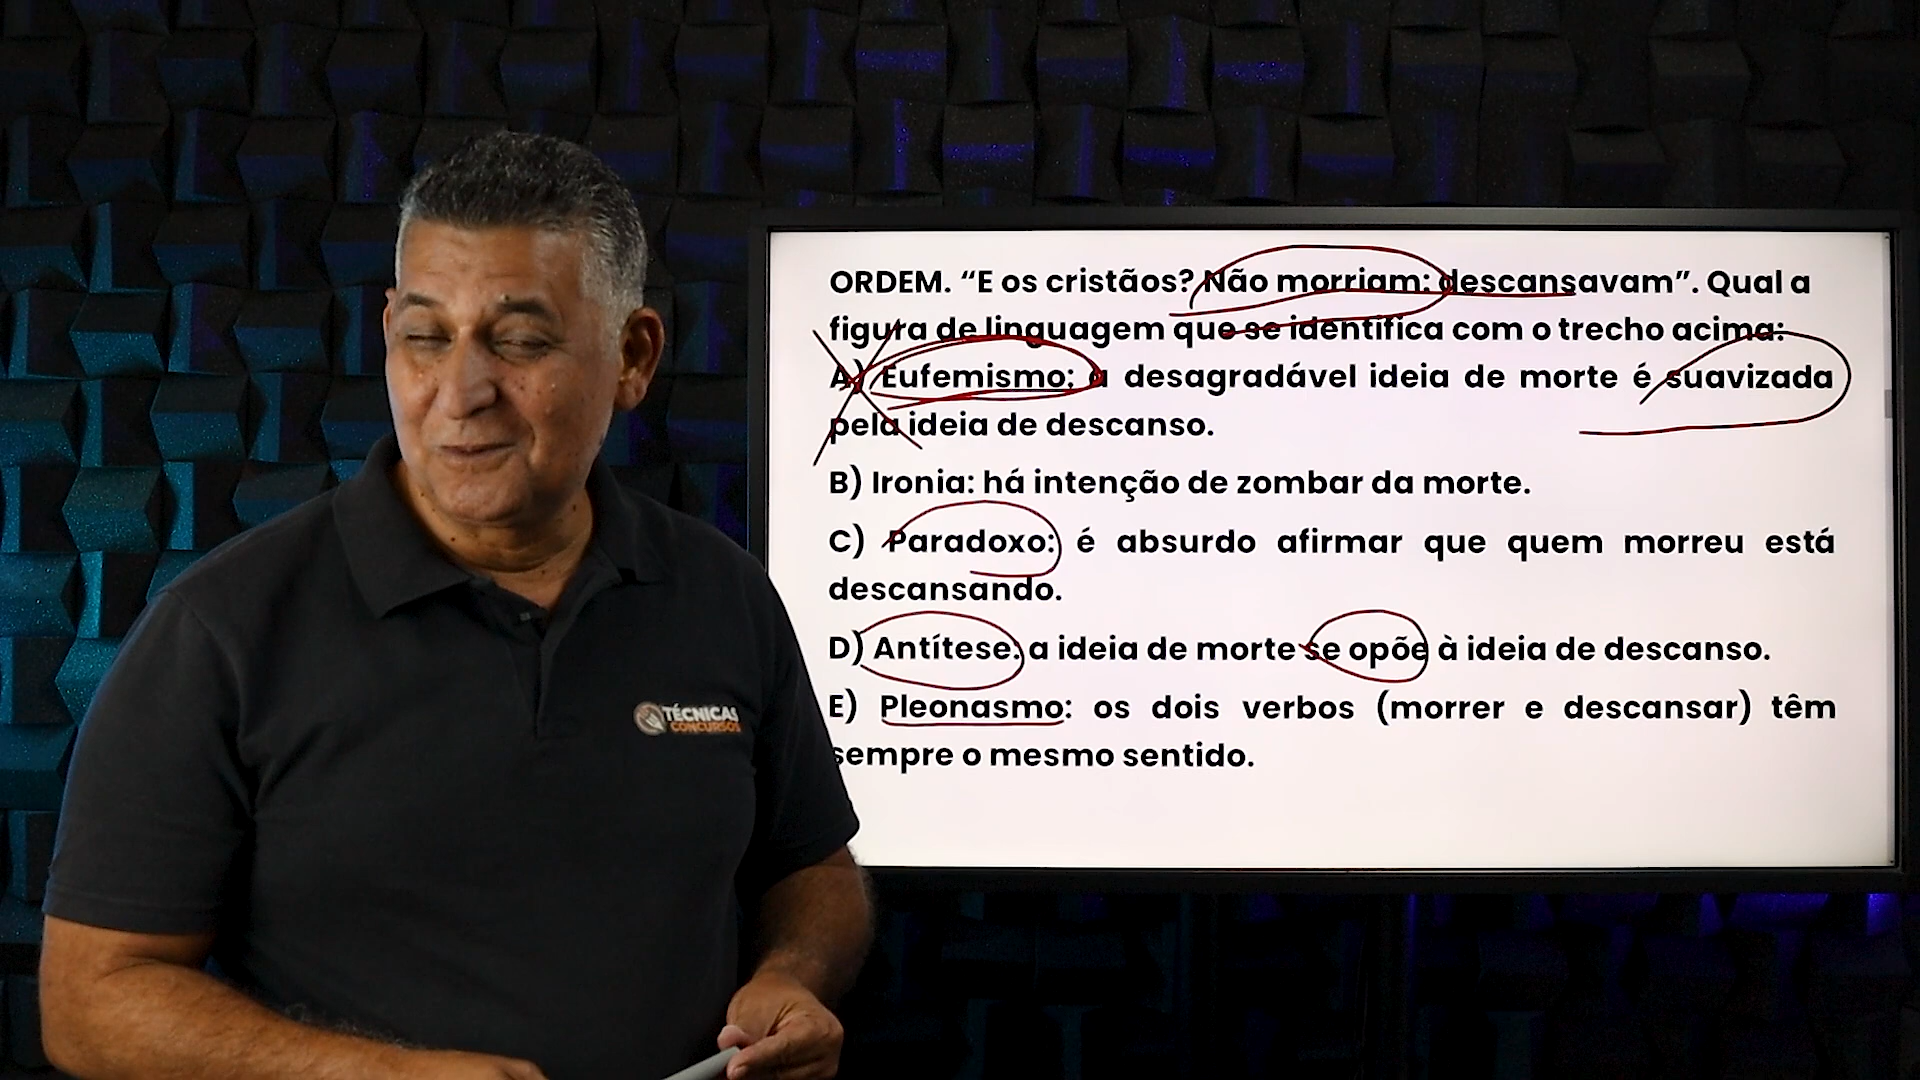 ORDEM. “E os cristãos? Não morriam: descansavam”. Qual a
figura de linguagem que se identifica com o trecho acima:
A) Eufemismo: a desagradável ideia de morte é suavizada
pela ideia de descanso.
B) Ironia: há intenção de zombar da morte.
C) Paradoxo: é absurdo afirmar que quem morreu está
descansando.
D) Antítese: a ideia de morte se opõe à ideia de descanso.
E) Pleonasmo: os dois verbos (morrer e descansar) têm
sempre o mesmo sentido.
TÉCNICAS
CONCURSOS